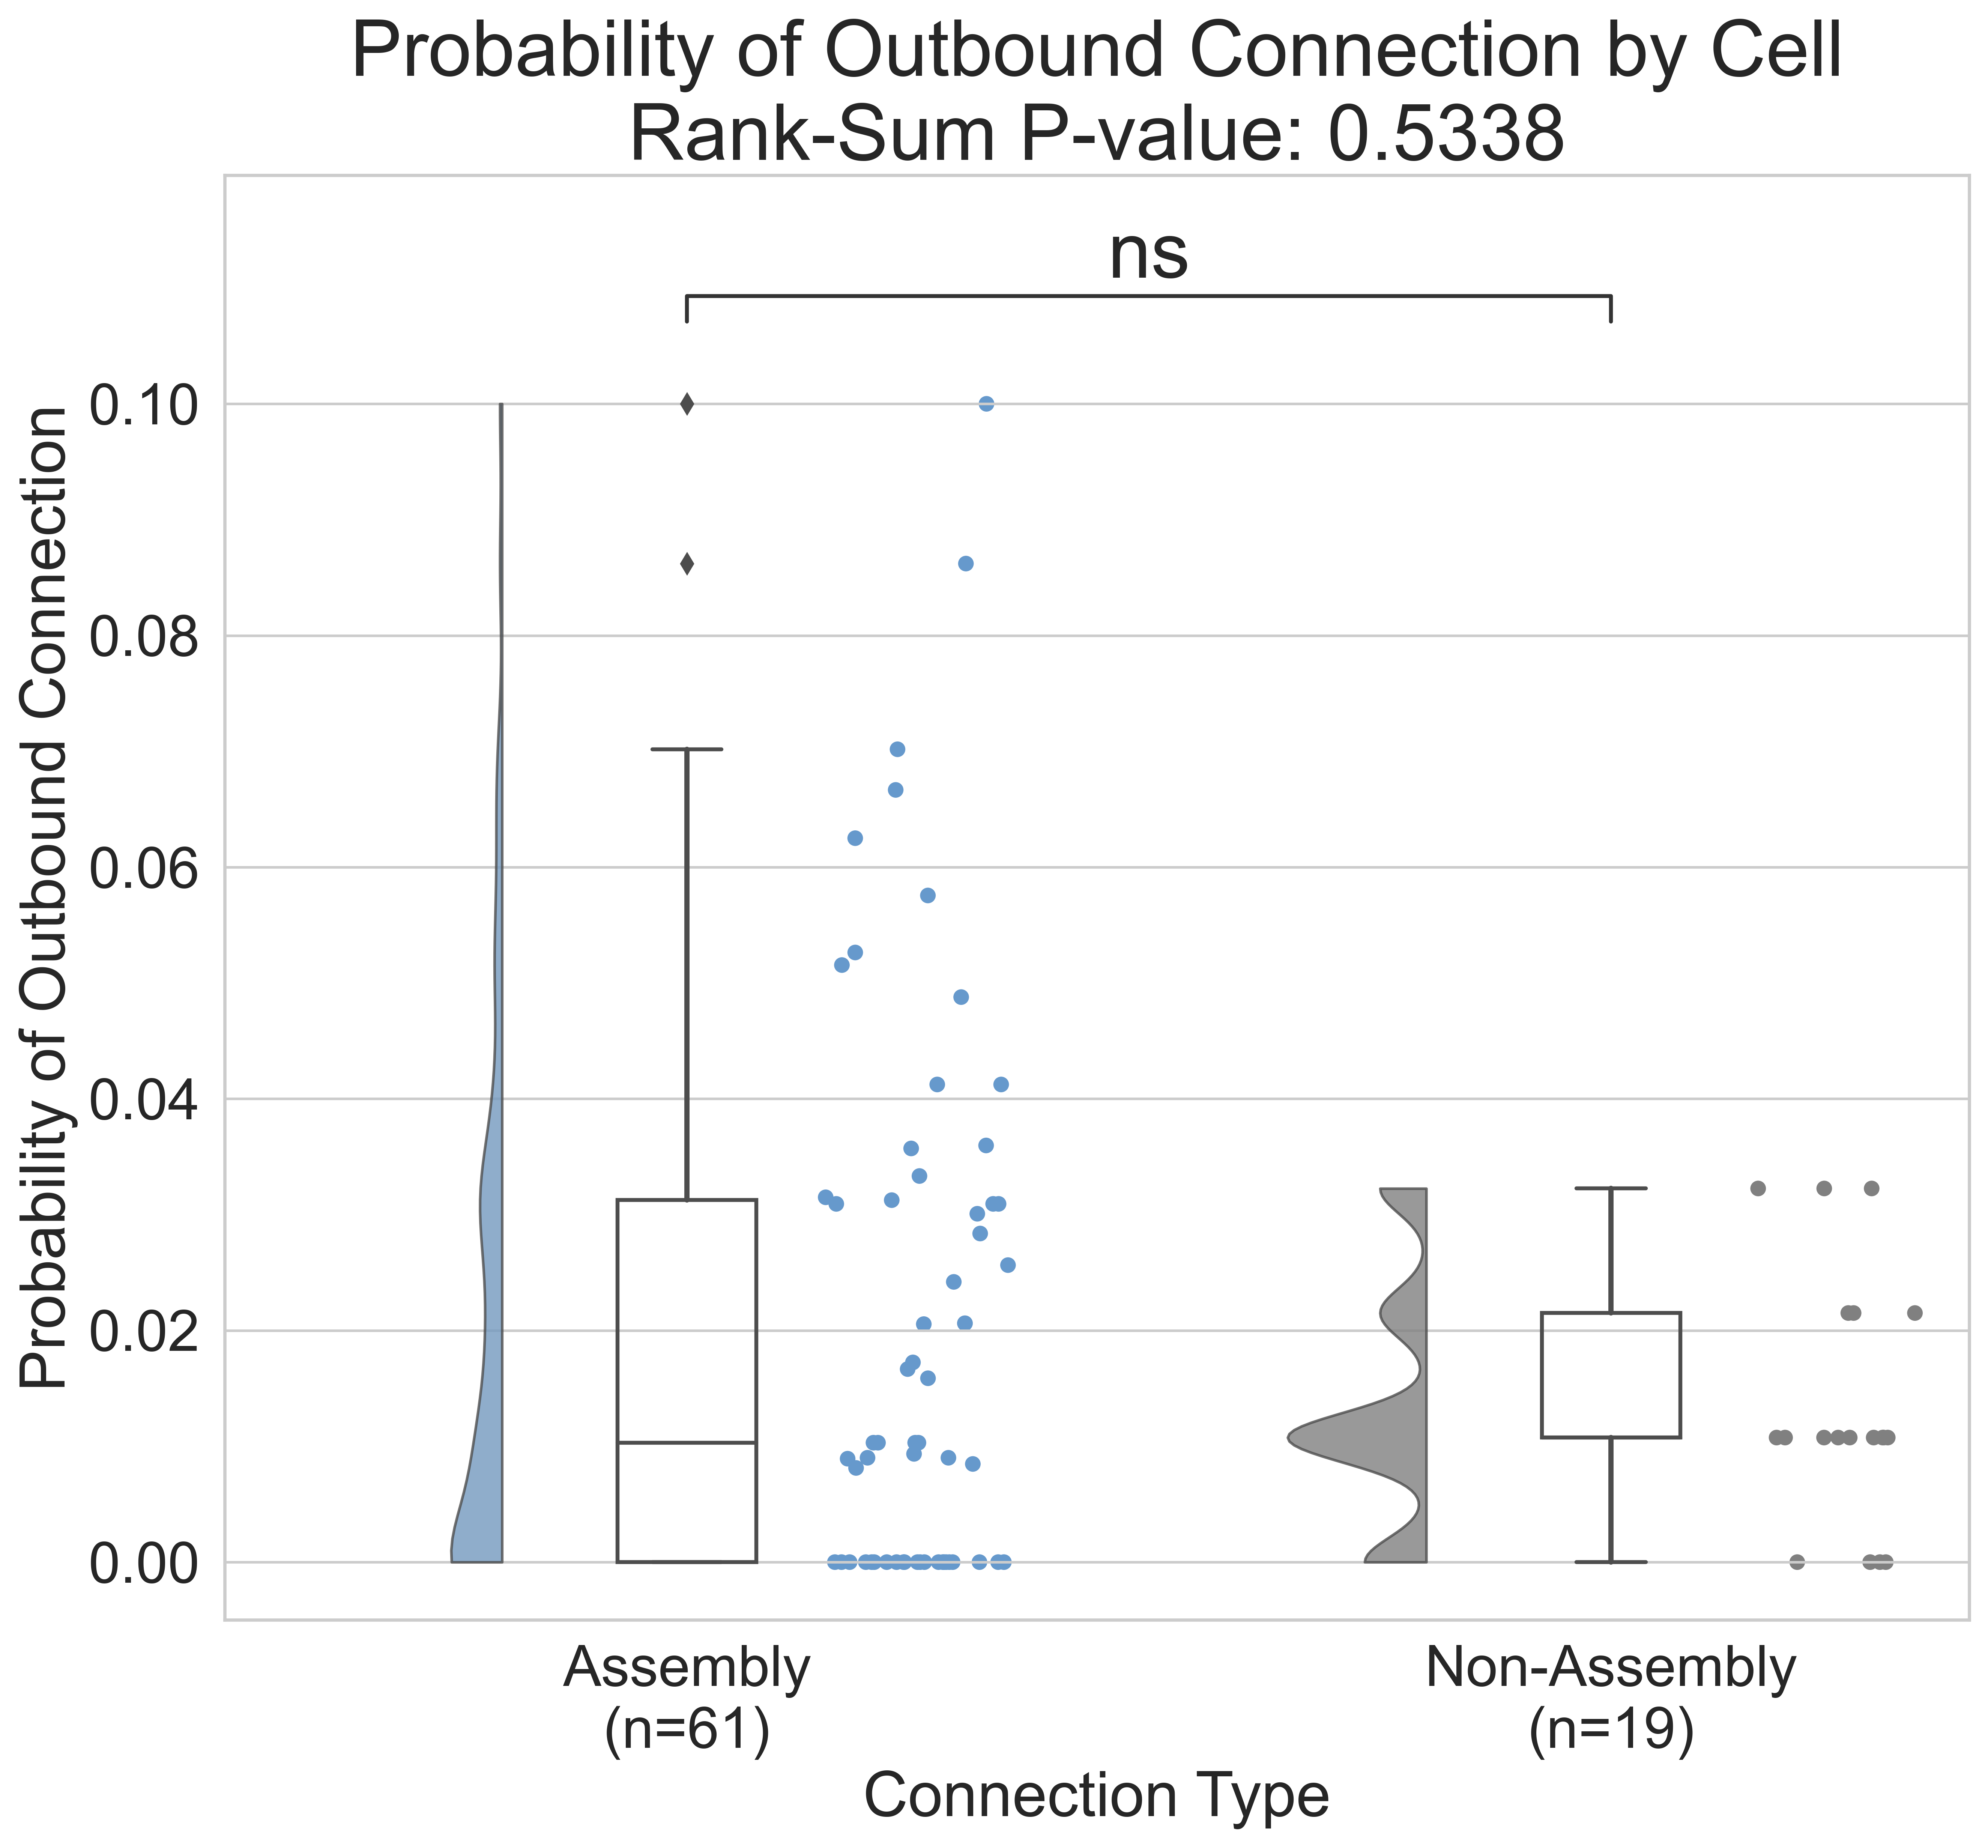 Probability of Outbound Connection by Cell
Rank-Sum P-value: 0.5338
ns
Probability of Outbound Connection
0.10
0.08
0.06
0.04
0.02
0.00
Assembly
(n=61)
Non-Assembly
(n=19)
Connection Type